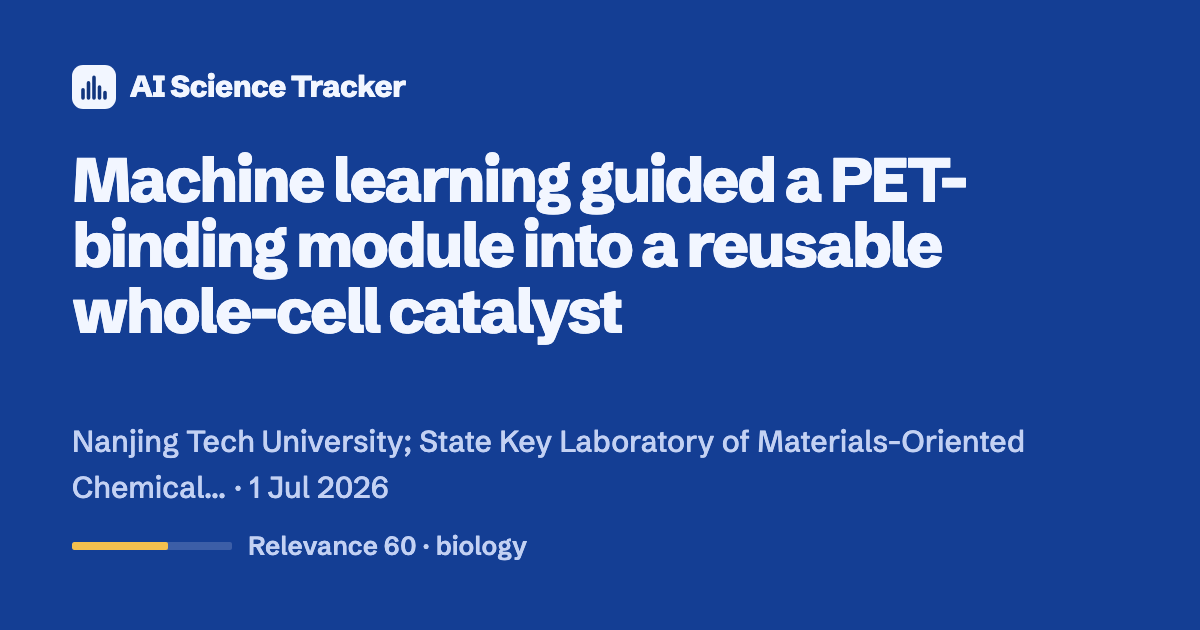 AI Science Tracker
Machine learning guided a PET-
binding module into a reusable
whole-cell catalyst
Nanjing Tech University; State Key Laboratory of Materials-Oriented
Chemical... · 1 Jul 2026
Relevance 60 · biology